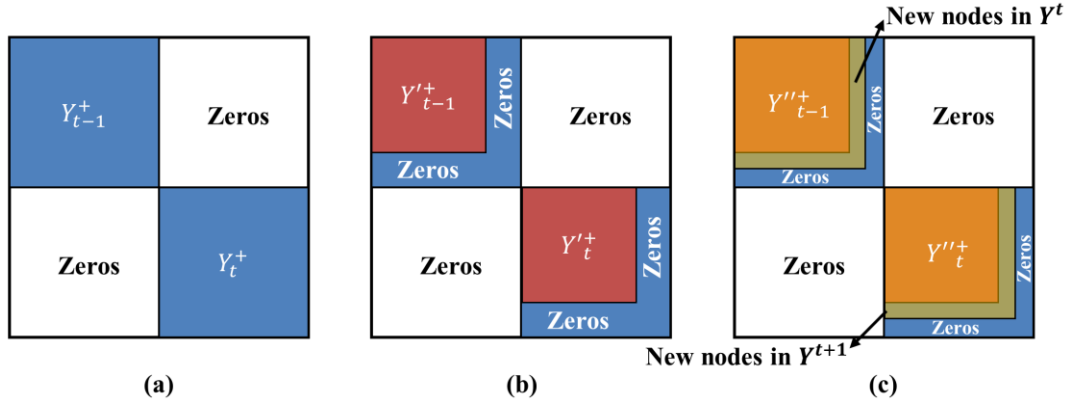 New nodes in Y^t
Y^+_{t-1}
Zeros
Zeros
Y^+_t
(a)
Y'^+_{t-1}
Zeros
Zeros
Zeros
Zeros
Y'^+_t
Zeros
Zeros
(b)
Y''^+_{t-1}
Zeros
Zeros
Zeros
Zeros
Y''^+_t
Zeros
Zeros
New nodes in Y^{t+1}
(c)